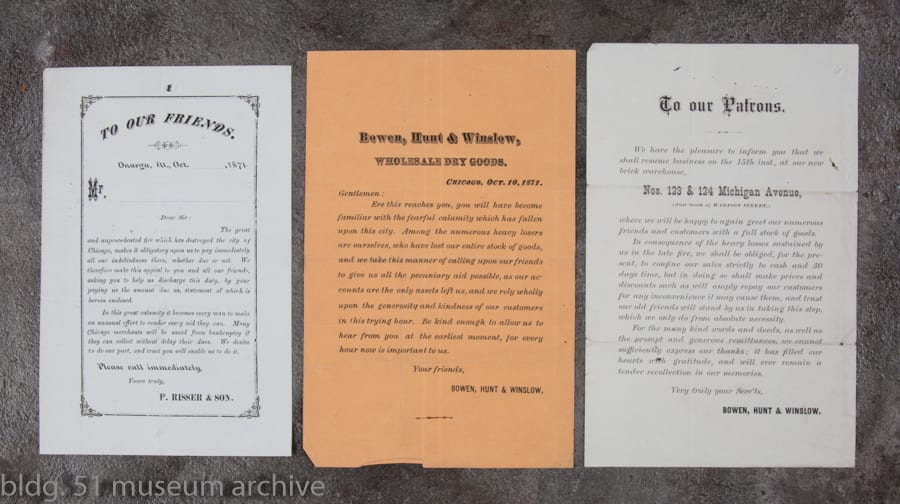 1
TO OUR FRIENDS.
Onarga, Ill., Oct. ,1871
Mr.
Dear Sir:
The great
and unprecedented fire which has destroyed the city of
Chicago, makes it obligatory upon us to pay immediately
all our indebtedness there, whether due or not. We
therefore make this appeal to you and all our friends,
asking you to help us discharge this duty, by your
paying us the amount due us, statement of which is
herein enclosed.
In this great calamity it becomes every man to make
an unusual effort to render every aid they can. Many
Chicago merchants will be saved from bankruptcy if
they can collect without delay their dues. We desire
to do our part, and trust you will enable us to do it.
Please call immediately.
Yours truly,
P. RISSER & SON.
Bowen, Hunt & Winslow,
WHOLESALE DRY GOODS.
CHICAGO, OCT. 10, 1871.
Gentlemen:
Ere this reaches you, you will have become
familiar with the fearful calamity which has fallen
upon this city. Among the numerous heavy losers
are ourselves, who have lost our entire stock of goods,
and we take this manner of calling upon our friends
to give us all the pecuniary aid possible, as our ac-
counts are the only assets left us, and we rely wholly
upon the generosity and kindness of our customers
in this trying hour. Be kind enough to allow us to
hear from you at the earliest moment, for every
hour now is important to us.
Your friends,
BOWEN, HUNT & WINSLOW.
To our Patrons.
We have the pleasure to inform you that we
shall resume business on the 15th inst., at our new
brick warehouse,
Nos. 123 & 124 Michigan Avenue,
(Just South of MADISON STREET;)
where we will be happy to again greet our numerous
friends and customers with a full stock of goods.
In consequence of the heavy losses sustained by
us in the late fire, we shall be obliged, for the pre-
sent, to confine our sales strictly to cash and 30
days time, but in doing so shall make prices and
discounts such as will amply repay our customers
for any inconvenience it may cause them, and trust
our old friends will stand by us in taking this step,
which we only do from absolute necessity.
For the many kind words and deeds, as well as
the prompt and generous remittances, we cannot
sufficiently express our thanks; it has filled our
hearts with gratitude, and will ever remain a
tender recollection in our memories.
Very truly your Serv'ts,
BOWEN, HUNT & WINSLOW.
bldg. 51 museum archive